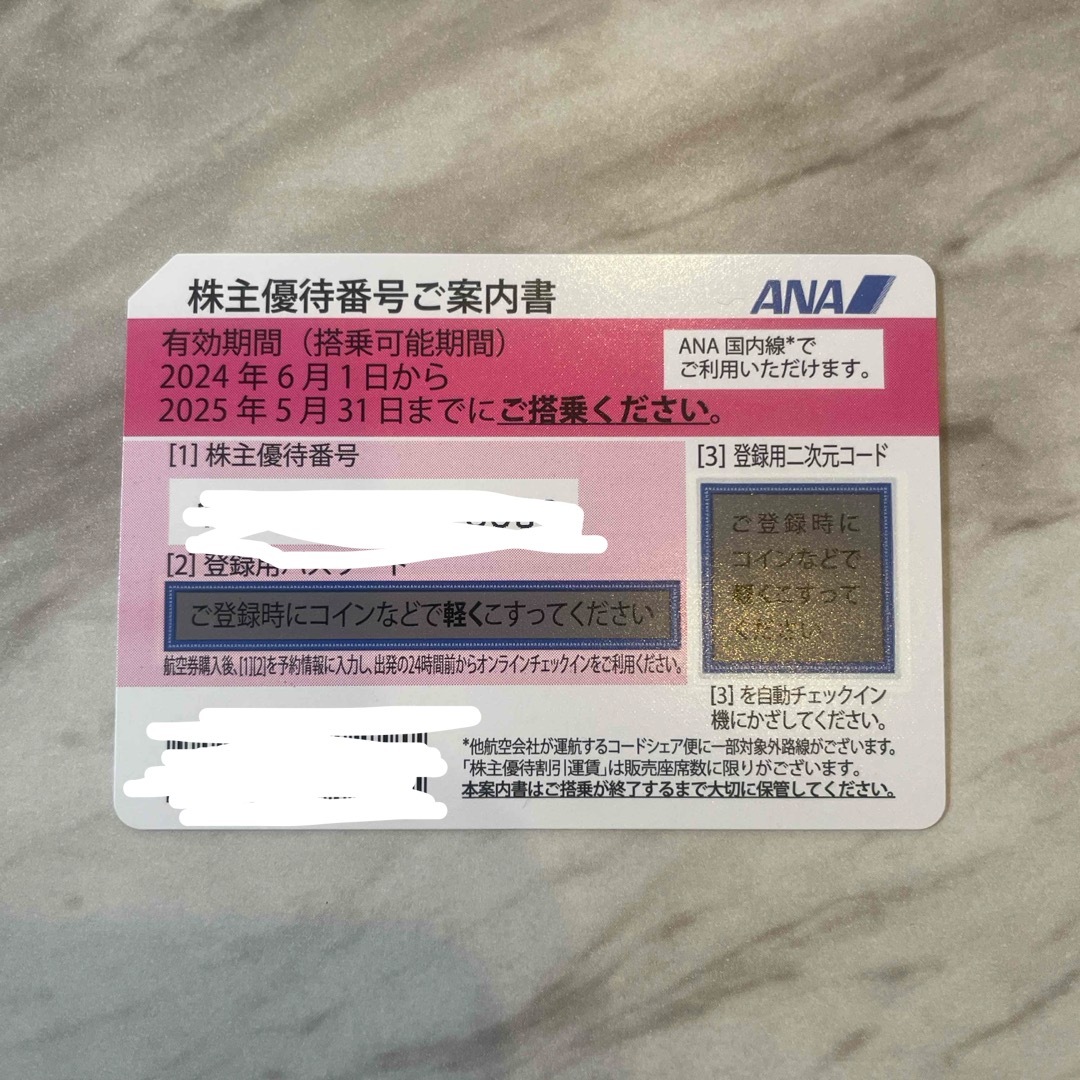 株主優待番号ご案内書
ANA
有効期間（搭乗可能期間）
2024年6月1日から
2025年5月31日までにご搭乗ください。
ANA 国内線*で
ご利用いただけます。
[1] 株主優待番号
[2] 登録用パスワード
ご登録時にコインなどで軽くこすってください
航空券購入後、[1][2]を予約情報に入力し、出発の24時間前からオンラインチェックインをご利用ください。
[3] 登録用二次元コード
ご登録時に
コインなどで
軽くこすって
ください
[3] を自動チェックイン
機にかざしてください。
*他航空会社が運航するコードシェア便に一部対象外路線がございます。
「株主優待割引運賃」は販売座席数に限りがございます。
本案内書はご搭乗が終了するまで大切に保管してください。